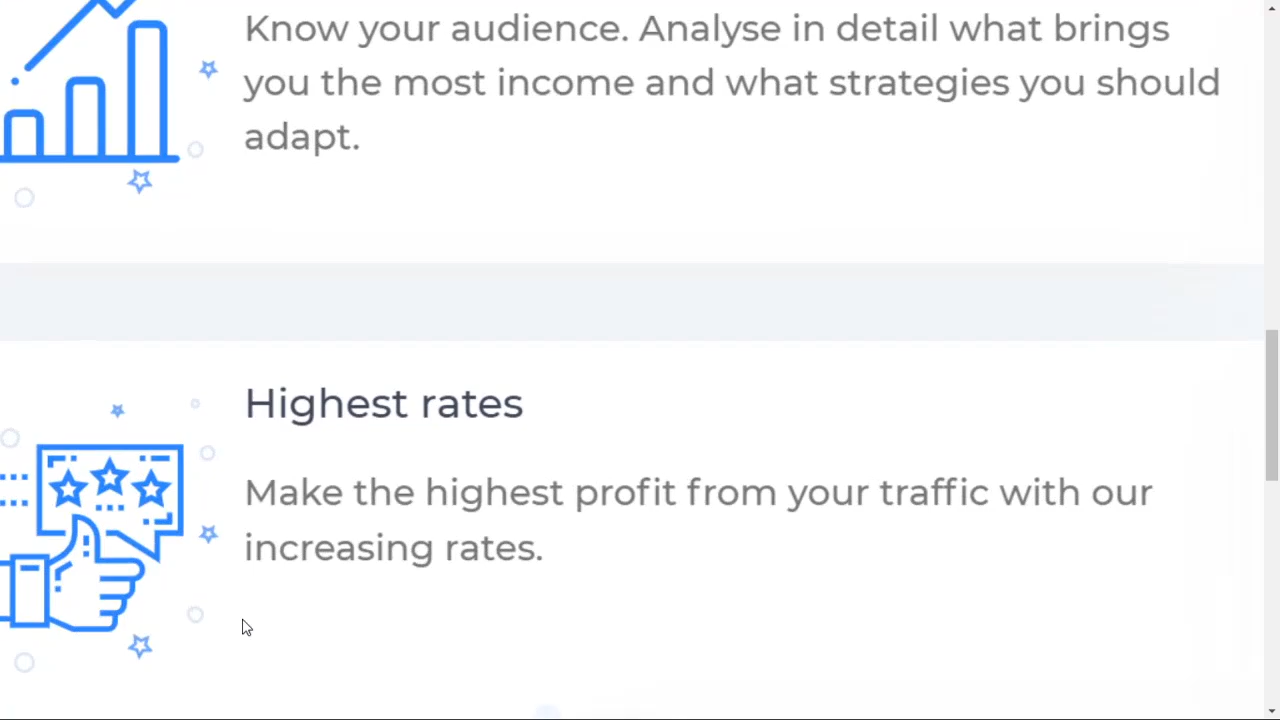 Know your audience. Analyse in detail what brings
you the most income and what strategies you should
adapt.
Highest rates
Make the highest profit from your traffic with our
increasing rates.